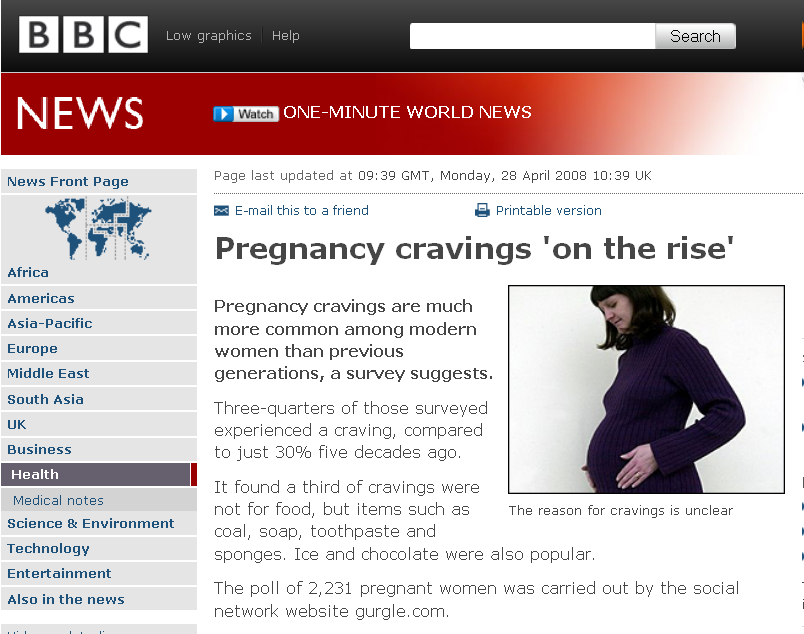 BBC
Low graphics
Help
Search
NEWS
Watch ONE-MINUTE WORLD NEWS
News Front Page
Africa
Americas
Asia-Pacific
Europe
Middle East
South Asia
UK
Business
Health
Medical notes
Science & Environment
Technology
Entertainment
Also in the news
Page last updated at 09:39 GMT, Monday, 28 April 2008 10:39 UK
E-mail this to a friend
Printable version
Pregnancy cravings 'on the rise'
Pregnancy cravings are much
more common among modern
women than previous
generations, a survey suggests.
Three-quarters of those surveyed
experienced a craving, compared
to just 30% five decades ago.
It found a third of cravings were
not for food, but items such as
coal, soap, toothpaste and
sponges. Ice and chocolate were also popular.
The reason for cravings is unclear
The poll of 2,231 pregnant women was carried out by the social
network website gurgle.com.